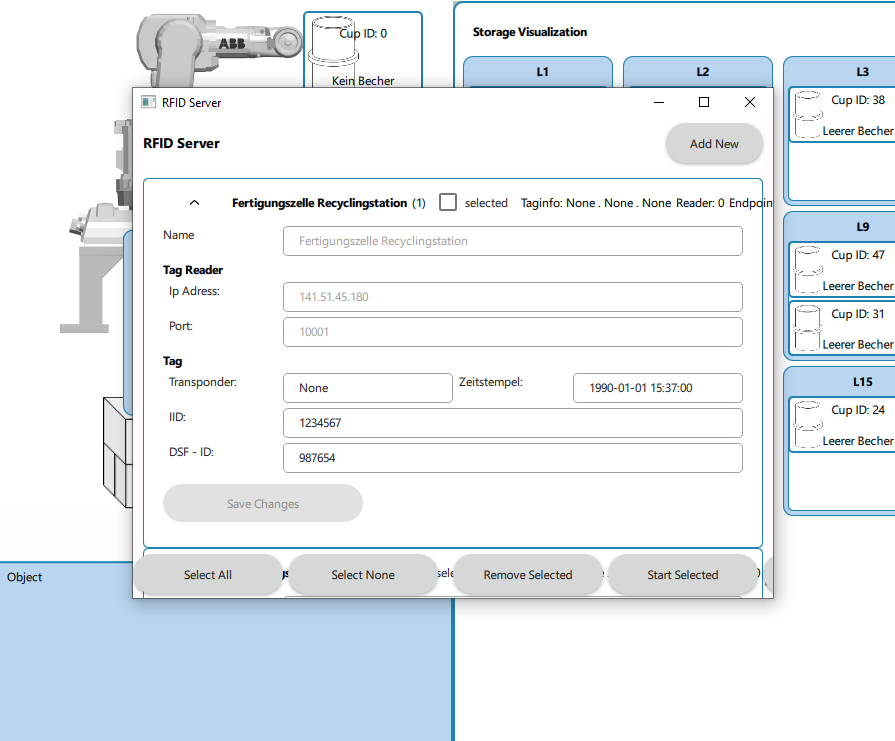 ABB
Cup ID: 0
Kein Becher
Storage Visualization
L1
L2
L3
Cup ID: 38
Leerer Becher
L9
Cup ID: 47
Leerer Becher
Cup ID: 31
Leerer Becher
L15
Cup ID: 24
Leerer Becher
RFID Server
RFID Server
Add New
Fertigungszelle Recyclingstation (1) selected Taginfo: None . None . None Reader: 0 Endpoin
Name Fertigungszelle Recyclingstation
Tag Reader
Ip Adress: 141.51.45.180
Port: 10001
Tag
Transponder: None Zeitstempel: 1990-01-01 15:37:00
IID: 1234567
DSF - ID: 987654
Save Changes
Select All Select None Remove Selected Start Selected
Object